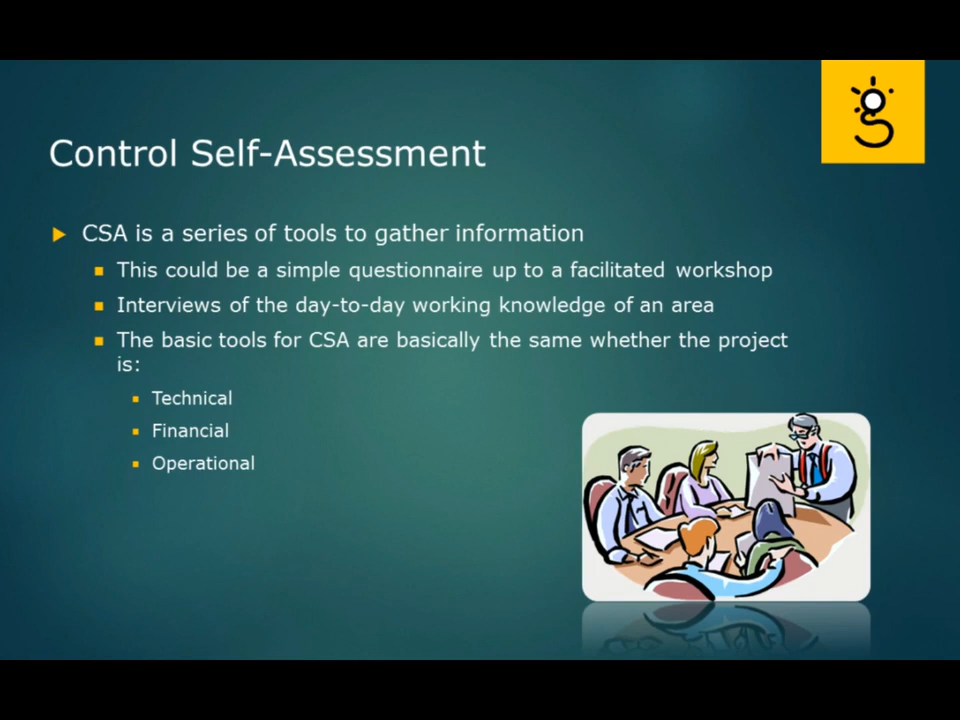 Control Self-Assessment
CSA is a series of tools to gather information
This could be a simple questionnaire up to a facilitated workshop
Interviews of the day-to-day working knowledge of an area
The basic tools for CSA are basically the same whether the project
is:
Technical
Financial
Operational